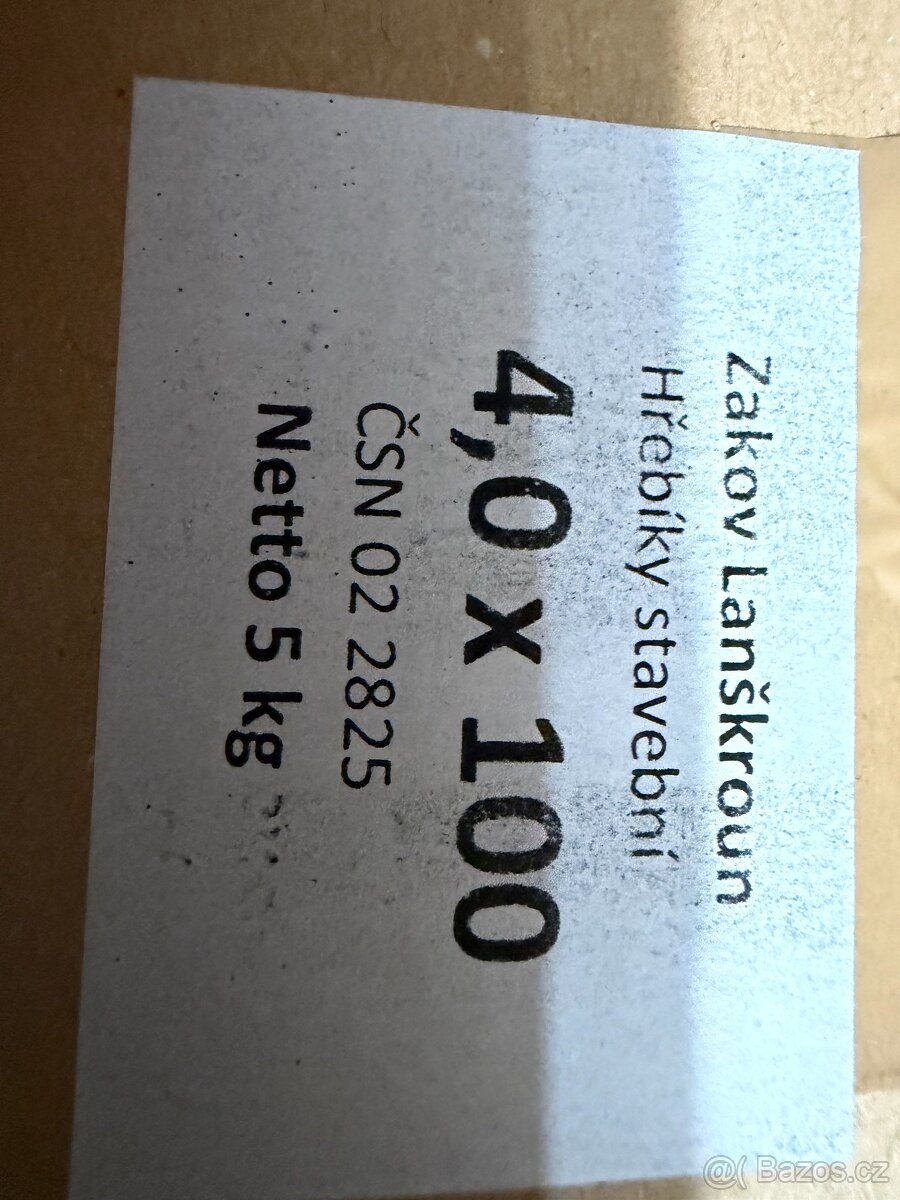 Zakov Lanškroun
Hřebíky stavební
4,0 x 100
ČSN 02 2825
Netto 5 kg
@( Bazos.cz